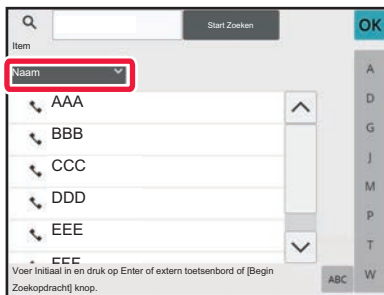 Start Zoeken
OK
Item
Naam
AAA
BBB
CCC
DDD
EEE
FFF
A
D
G
J
M
P
T
W
Voer Initiaal in en druk op Enter of extern toetsenbord of [Begin
Zoekopdracht] knop.
ABC